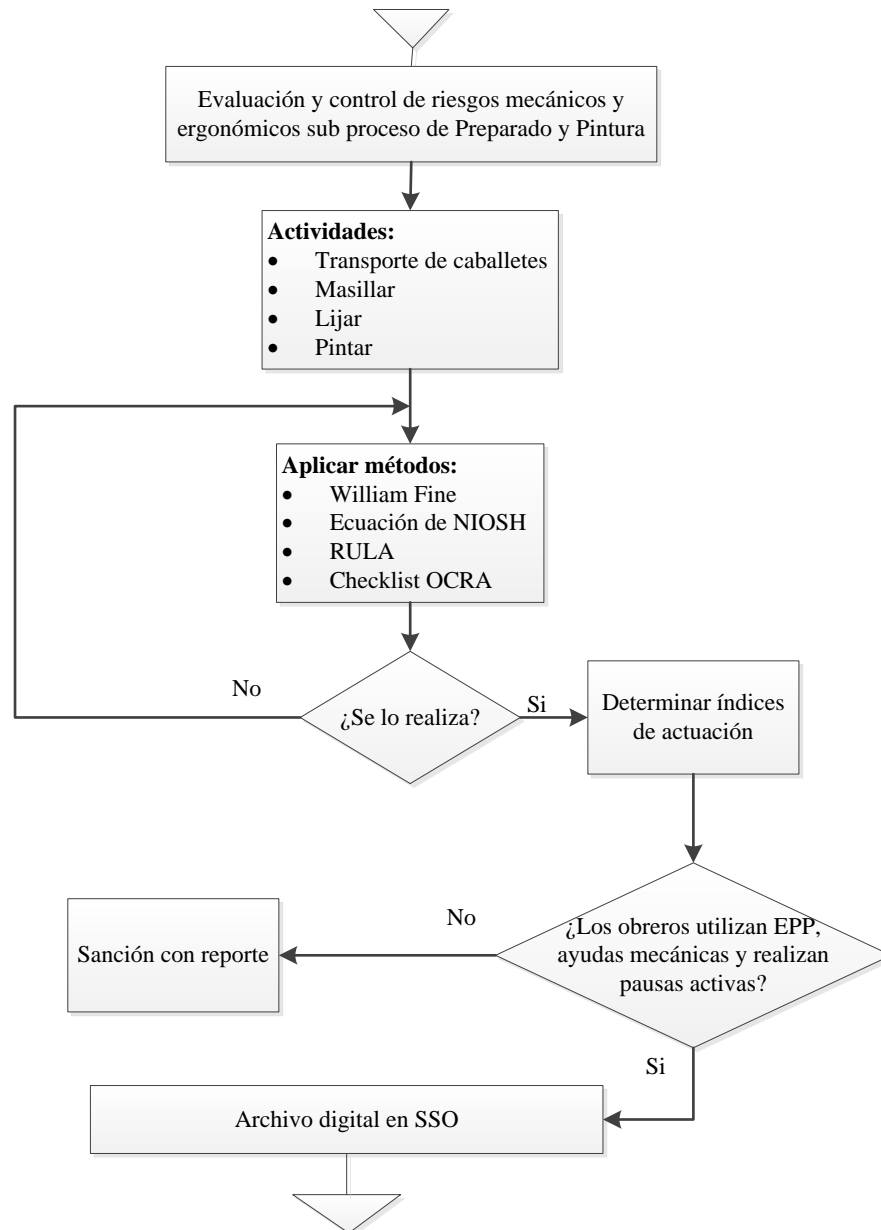 Evaluación y control de riesgos mecánicos y
ergonómicos sub proceso de Preparado y Pintura
Actividades:
• Transporte de caballetes
• Masillar
• Lijar
• Pintar
Aplicar métodos:
• William Fine
• Ecuación de NIOSH
• RULA
• Checklist OCRA
¿Se lo realiza?
No
Si
Determinar índices
de actuación
¿Los obreros utilizan EPP,
ayudas mecánicas y realizan
pausas activas?
No
Sanción con reporte
Si
Archivo digital en SSO